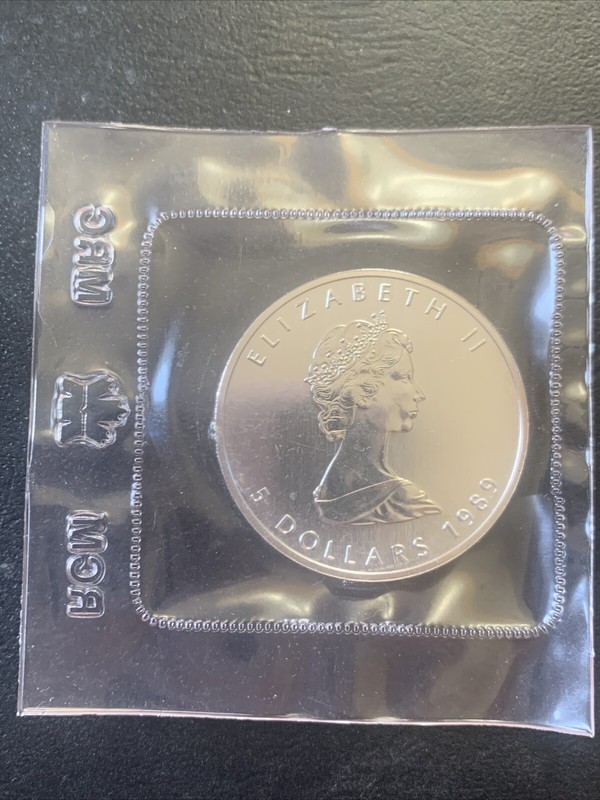 MRC
RCM
ELIZABETH II
5 DOLLARS 1989